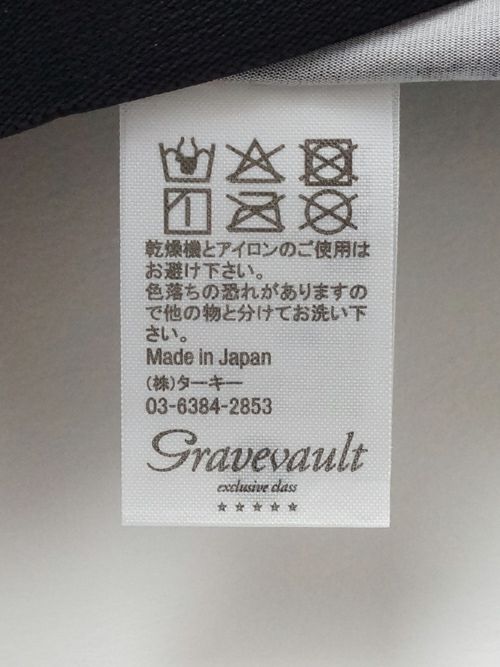 乾燥機とアイロンのご使用は
お避け下さい。
色落ちの恐れがありますの
で他の物と分けてお洗い下
さい。
Made in Japan
(株)ターキー
03-6384-2853
Gravevault
exclusive class